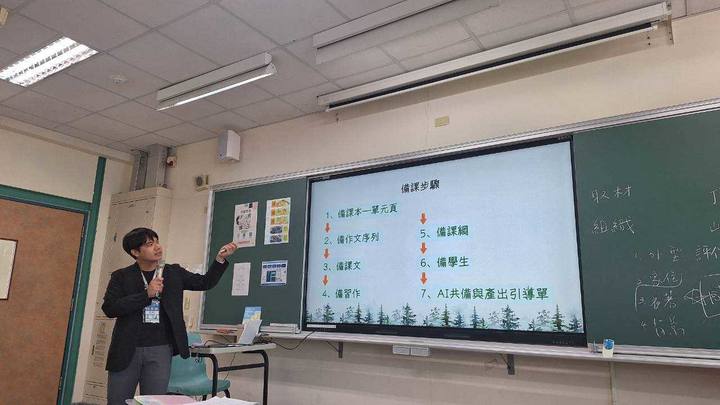 備課步驟
1、備課本—單元頁
2、備作文序列
3、備課文
4、備習作
5、備課綱
6、備學生
7、AI共備與產出引導單
取材
組織